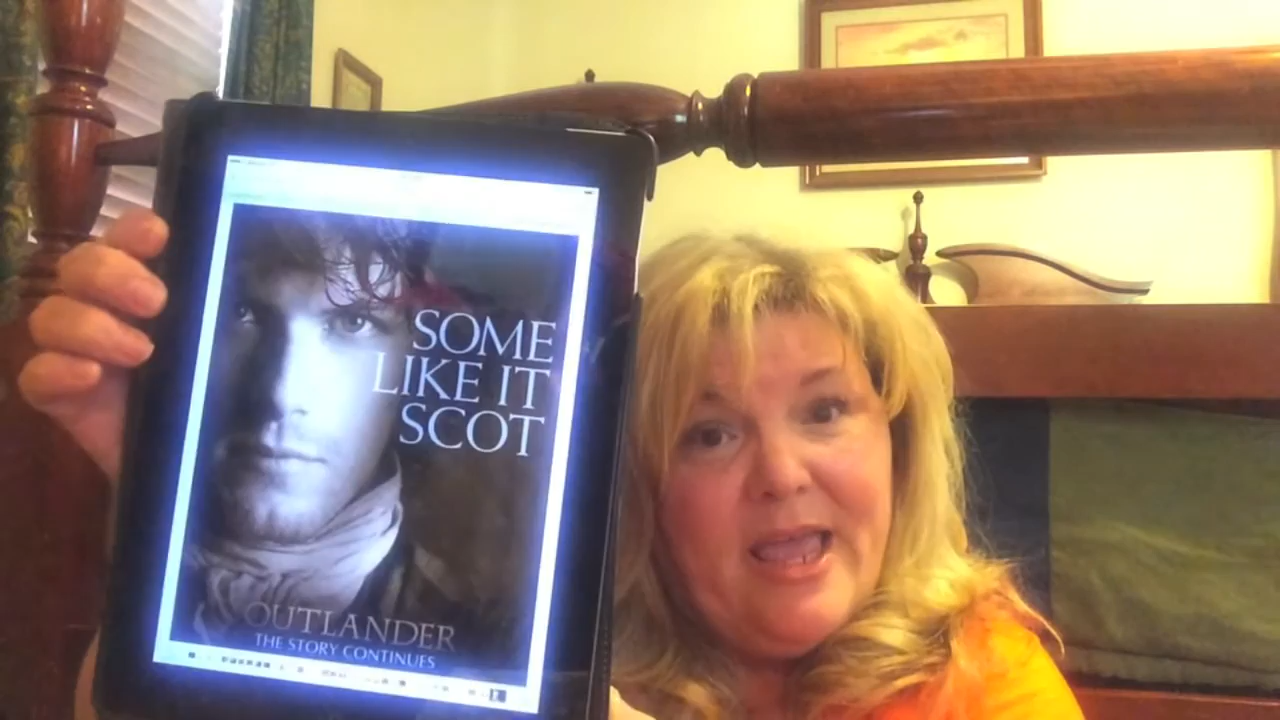 SOME
LIKE IT
SCOT
OUTLANDER
THE STORY CONTINUES